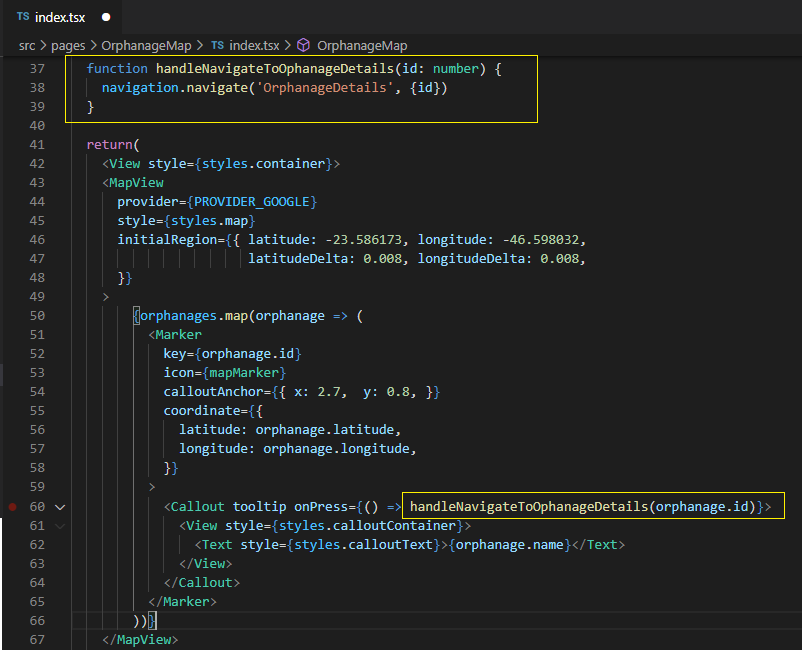 TS index.tsx ●
src > pages > OrphanageMap > TS index.tsx > OrphanageMap
37 function handleNavigateToOphanageDetails(id: number) {
38 navigation.navigate('OrphanageDetails', {id})
39 }
40
41 return(
42 <View style={styles.container}>
43 <MapView
44 provider={PROVIDER_GOOGLE}
45 style={styles.map}
46 initialRegion={{ latitude: -23.586173, longitude: -46.598032,
47 latitudeDelta: 0.008, longitudeDelta: 0.008,
48 }}
49 >
50 {orphanages.map(orphanage => (
51 <Marker
52 key={orphanage.id}
53 icon={mapMarker}
54 calloutAnchor={{ x: 2.7,  y: 0.8, }}
55 coordinate={{
56 latitude: orphanage.latitude,
57 longitude: orphanage.longitude,
58 }}
59 >
60 <Callout tooltip onPress={() => handleNavigateToOphanageDetails(orphanage.id)}>
61 <View style={styles.calloutContainer}>
62 <Text style={styles.calloutText}>{orphanage.name}</Text>
63 </View>
64 </Callout>
65 </Marker>
66 ))}
67 </MapView>